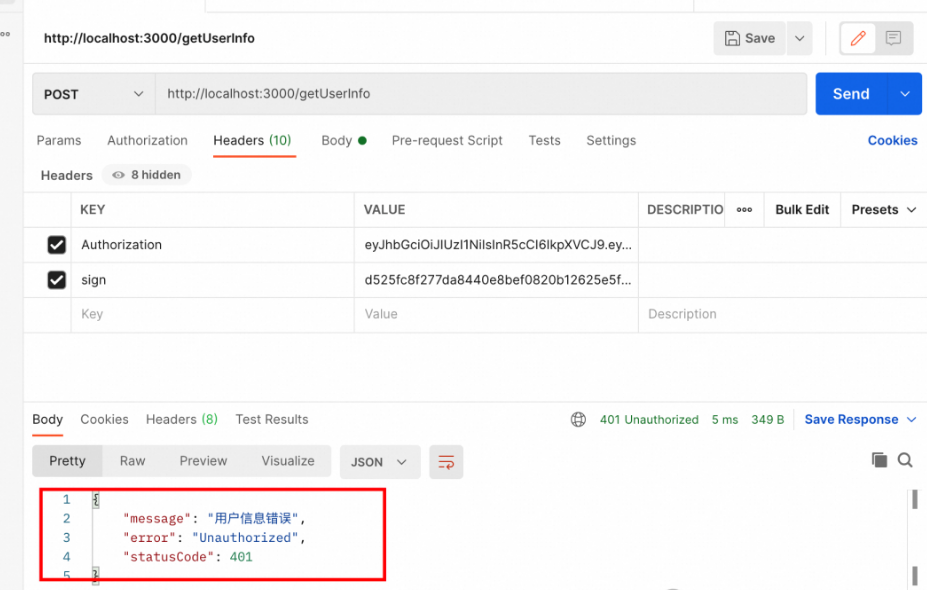 http://localhost:3000/getUserInfo
Save
POST http://localhost:3000/getUserInfo Send
Params Authorization Headers (10) Body Pre-request Script Tests Settings Cookies
Headers 8 hidden
KEY VALUE DESCRIPTIO ••• Bulk Edit Presets
Authorization eyJhbGciOiJIUzI1NiIsInR5cCI6IkpXVCJ9.ey...
sign d525fc8f277da8440e8bef0820b12625e5f...
Key Value Description
Body Cookies Headers (8) Test Results 401 Unauthorized 5 ms 349 B Save Response
Pretty Raw Preview Visualize JSON
1 {
2 "message": "用户信息错误",
3 "error": "Unauthorized",
4 "statusCode": 401
5 }